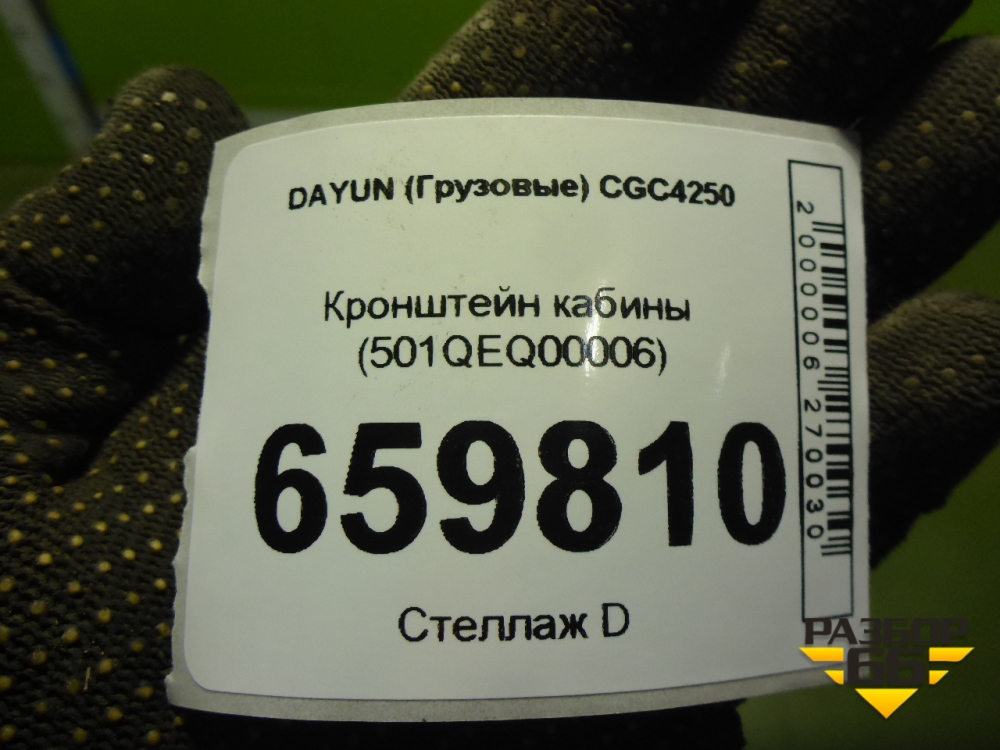 DAYUN (Грузовые) CGC4250
Кронштейн кабины
(501QEQ00006)
659810
Стеллаж D
2000006270030
РАЗБОР
66